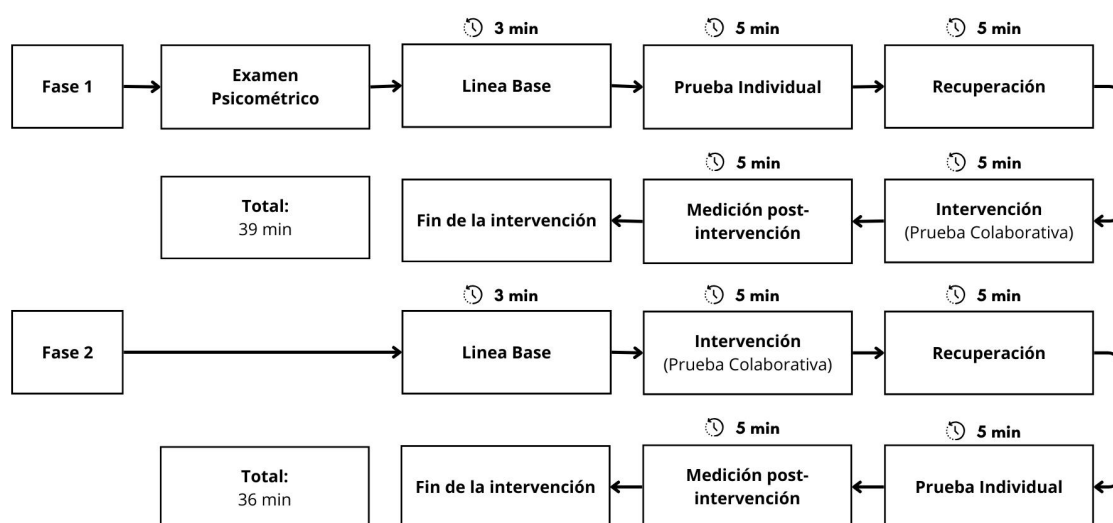 3 min
5 min
5 min
Fase 1
Examen
Psicométrico
Linea Base
Prueba Individual
Recuperación
5 min
5 min
Total:
39 min
Fin de la intervención
Medición post-
intervención
Intervención
(Prueba Colaborativa)
3 min
5 min
5 min
Fase 2
Linea Base
Intervención
(Prueba Colaborativa)
Recuperación
5 min
5 min
Total:
36 min
Fin de la intervención
Medición post-
intervención
Prueba Individual